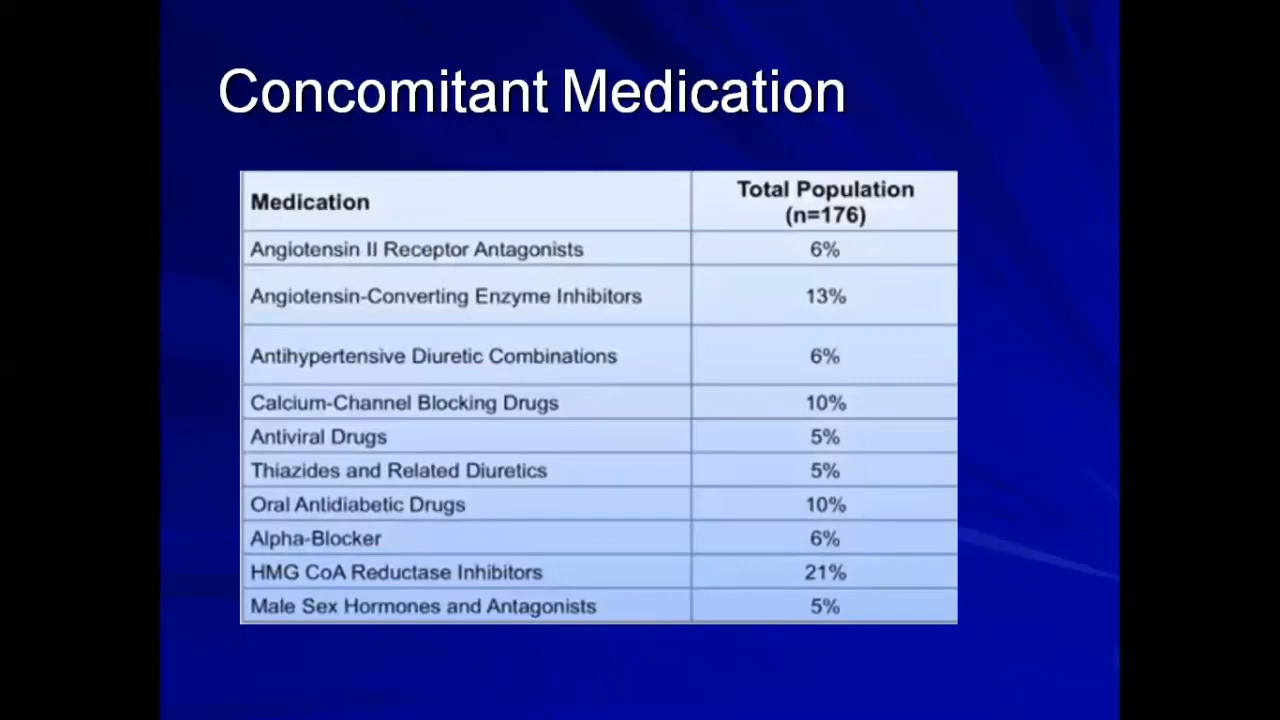 Concomitant Medication
Medication
Total Population
(n=176)
Angiotensin II Receptor Antagonists 6%
Angiotensin-Converting Enzyme Inhibitors 13%
Antihypertensive Diuretic Combinations 6%
Calcium-Channel Blocking Drugs 10%
Antiviral Drugs 5%
Thiazides and Related Diuretics 5%
Oral Antidiabetic Drugs 10%
Alpha-Blocker 6%
HMG CoA Reductase Inhibitors 21%
Male Sex Hormones and Antagonists 5%